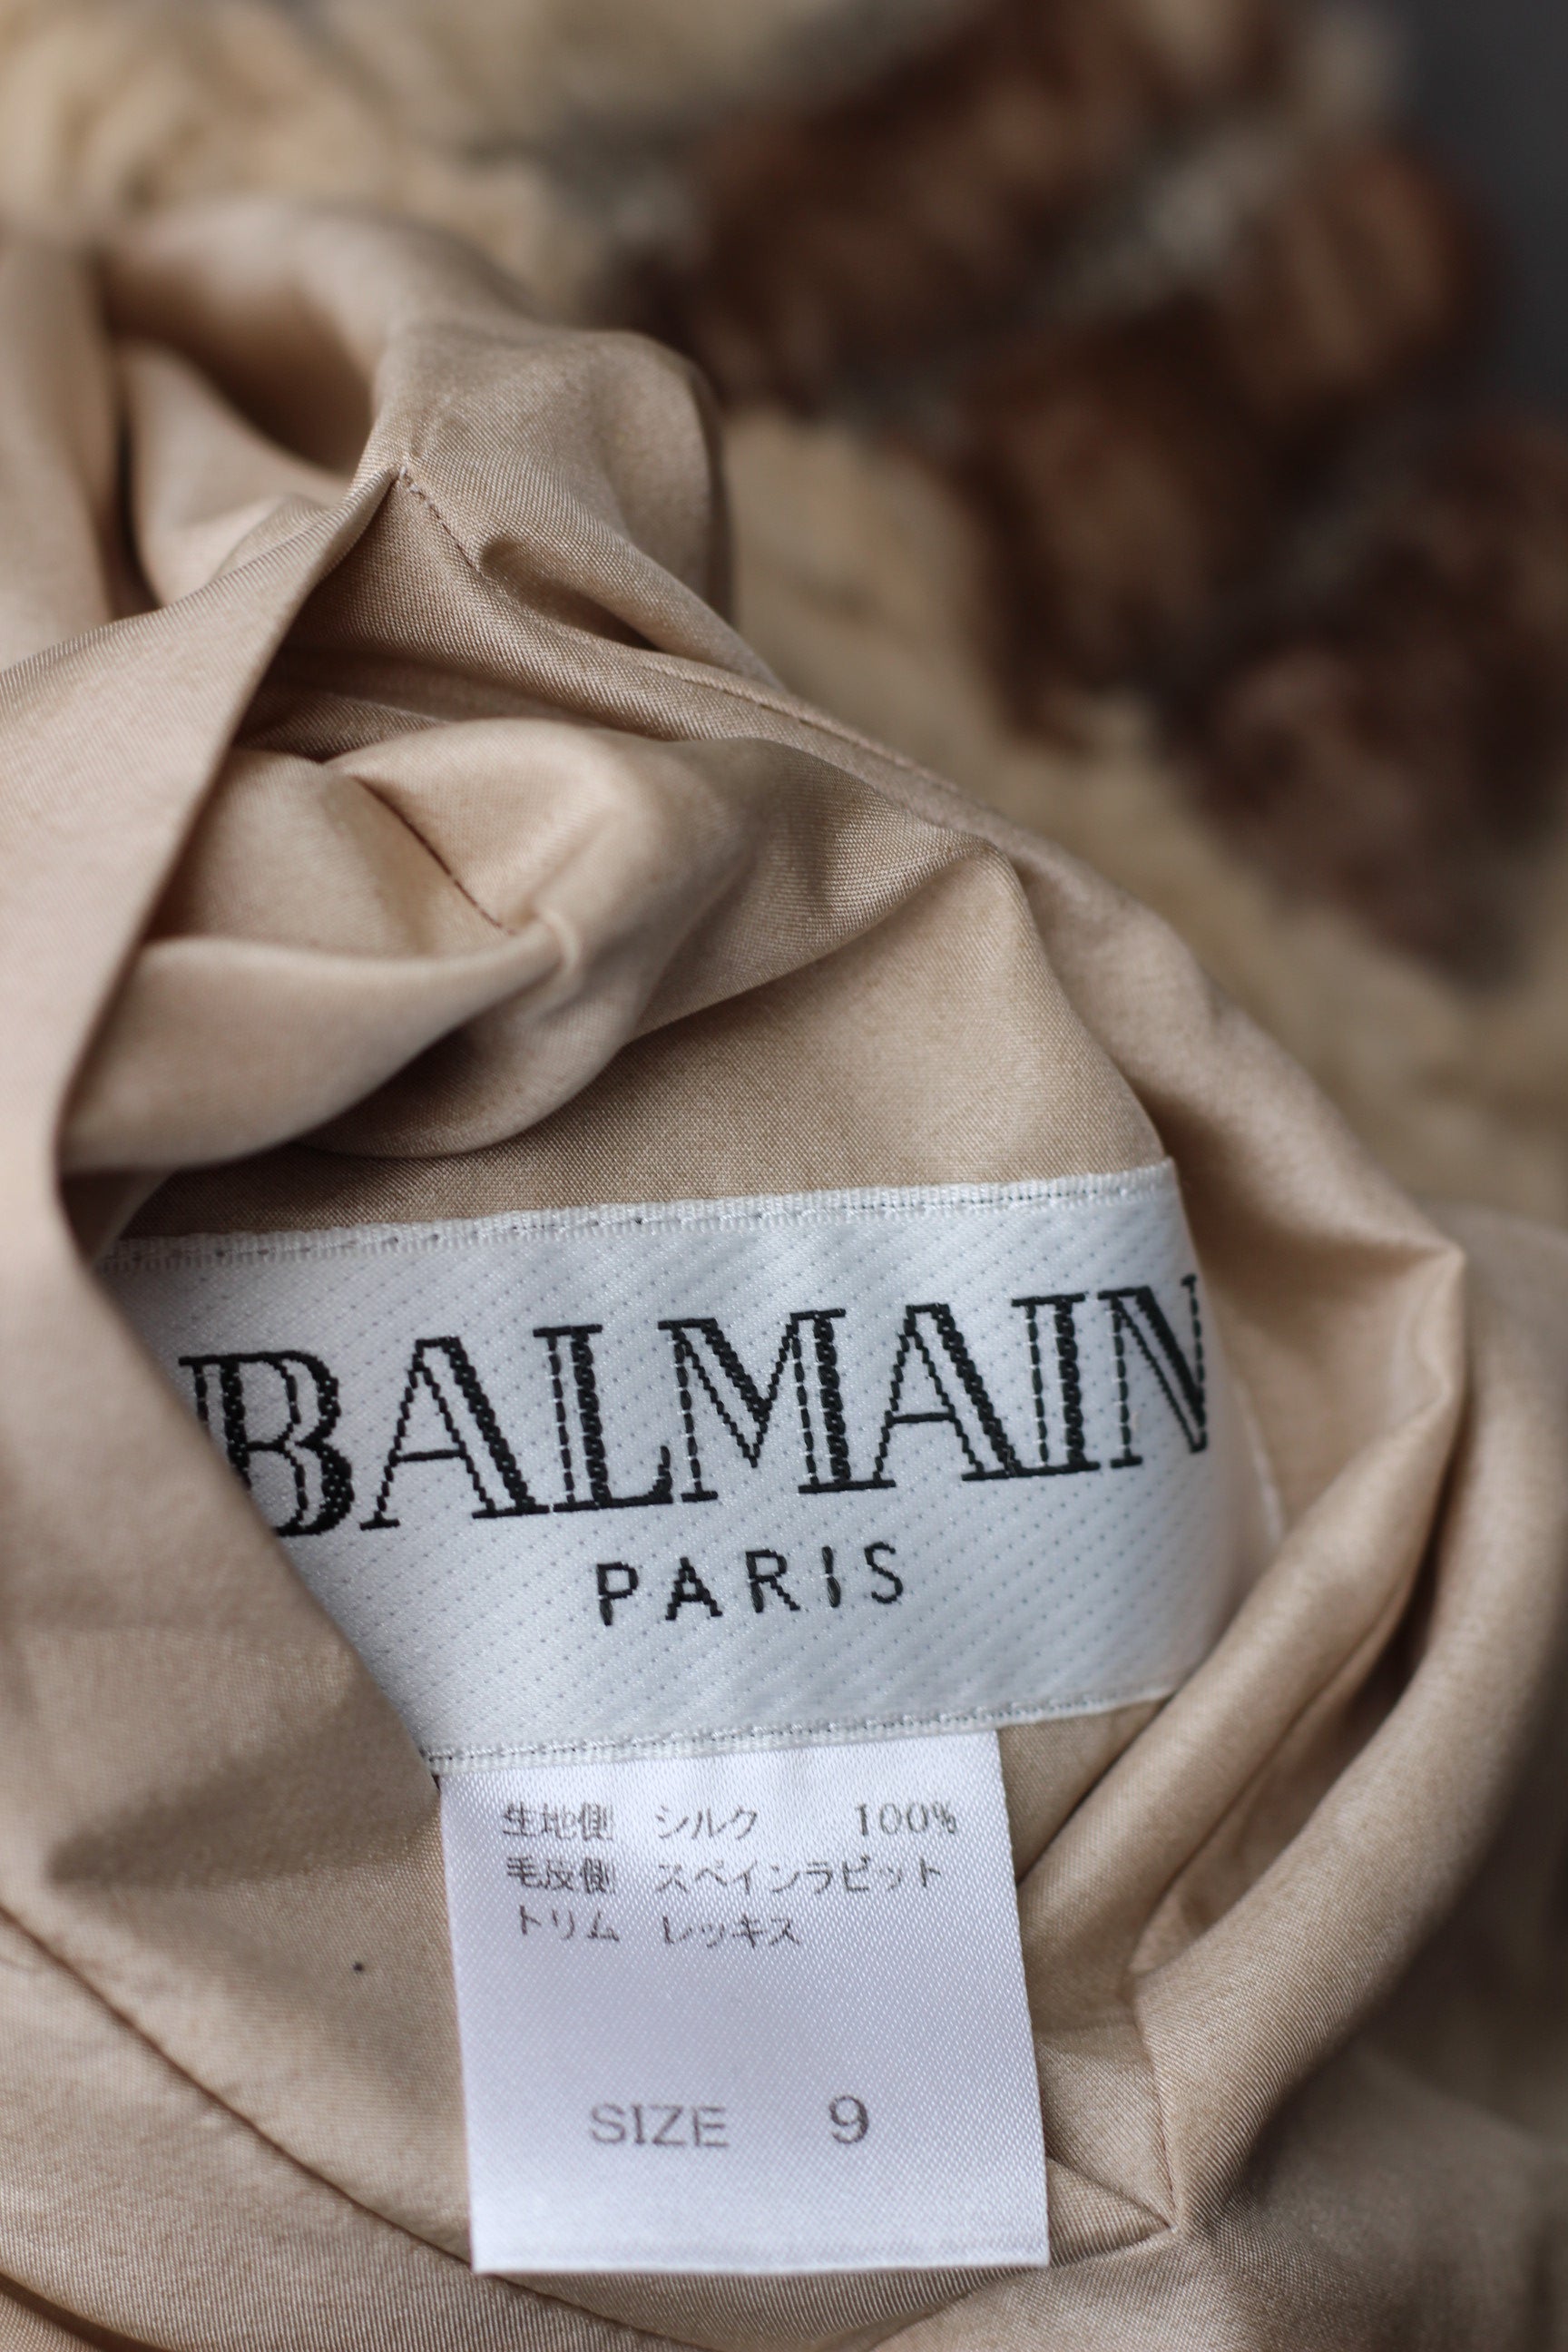 BALMAIN
PARIS
生地側 シルク 100%
毛皮側 スペインラビット
トリム レッキス
SIZE 9